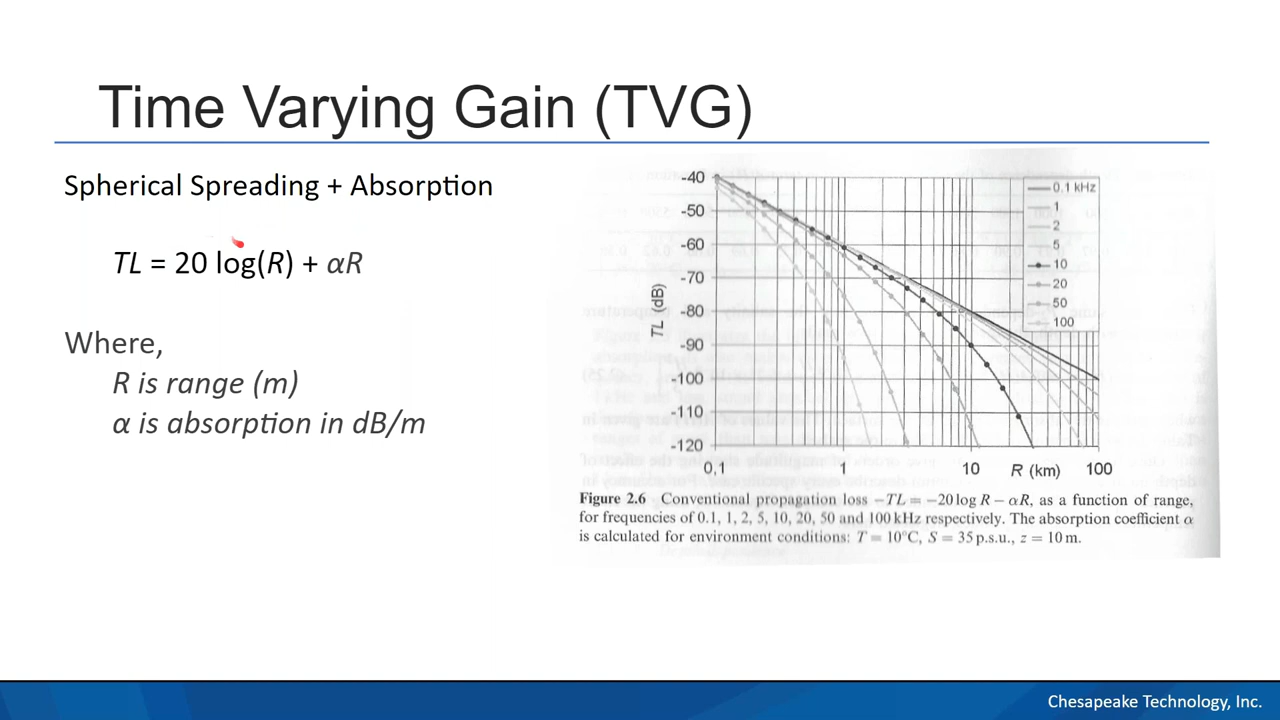 Time Varying Gain (TVG)
Spherical Spreading + Absorption
TL = 20 log(R) + αR
Where,
R is range (m)
α is absorption in dB/m
-40
-50
-60
-70
-80
-90
-100
-110
-120
TL (dB)
0,1
1
10
R (km)
100
0.1 kHz
1
2
5
10
20
50
100
Figure 2.6 Conventional propagation loss −TL = −20 log R − αR, as a function of range,
for frequencies of 0.1, 1, 2, 5, 10, 20, 50 and 100 kHz respectively. The absorption coefficient α
is calculated for environment conditions: T = 10°C, S = 35 p.s.u., z = 10 m.
Chesapeake Technology, Inc.